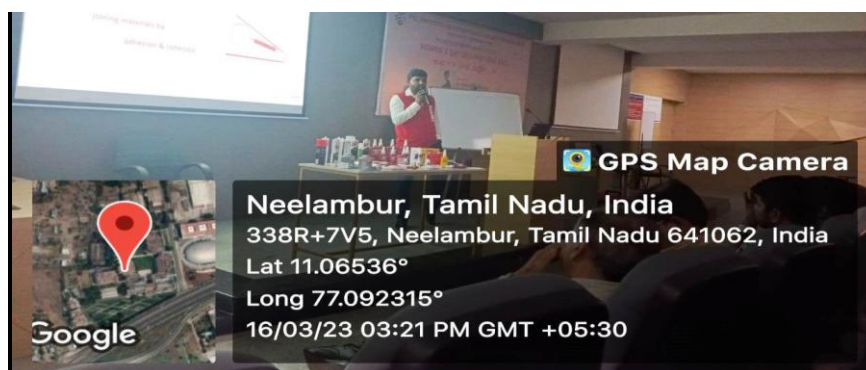 joining materials by
adhesion & cohesion
GPS Map Camera
Neelambur, Tamil Nadu, India
338R+7V5, Neelambur, Tamil Nadu 641062, India
Lat 11.06536°
Long 77.092315°
16/03/23 03:21 PM GMT +05:30
Google